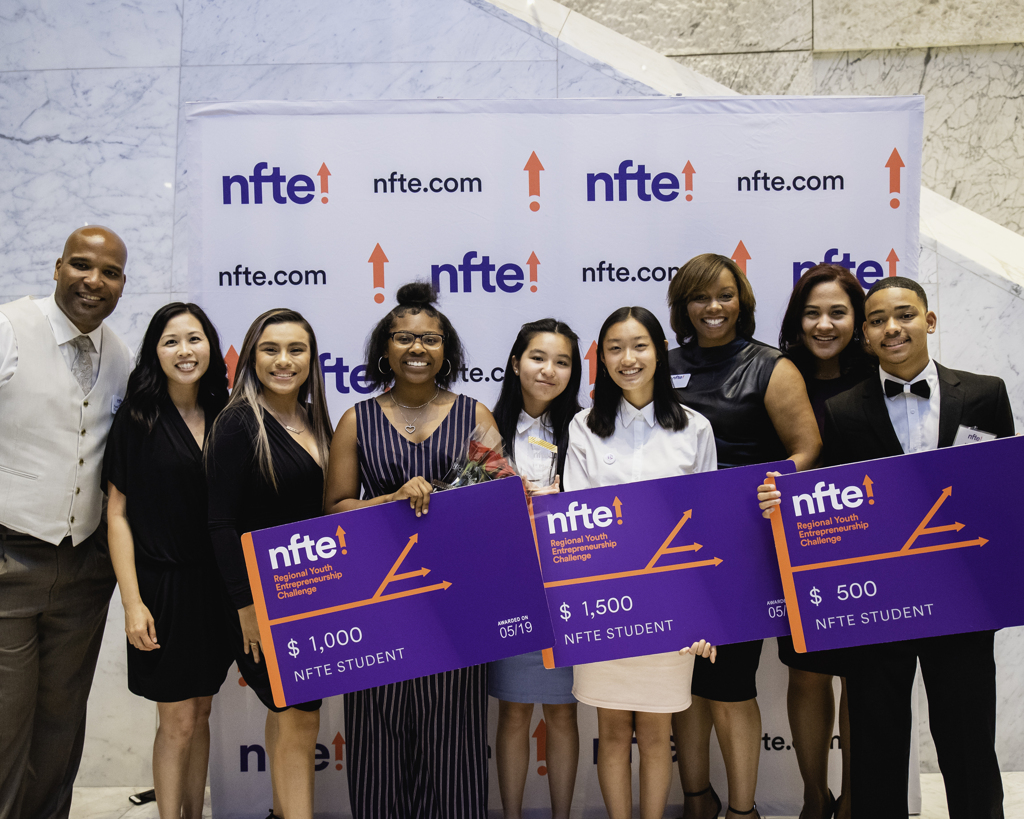 nfte!
nfte.com
nfte!
nfte.com
nfte.com
nfte!
nfte.com
nfte
nfte
nfte!
Regional Youth
Entrepreneurship
Challenge
$ 1,000
NFTE STUDENT
AWARDED ON
05/19
nfte!
Regional Youth
Entrepreneurship
Challenge
$ 1,500
NFTE STUDENT
nfte!
Regional Youth
Entrepreneurship
Challenge
$ 500
NFTE STUDENT